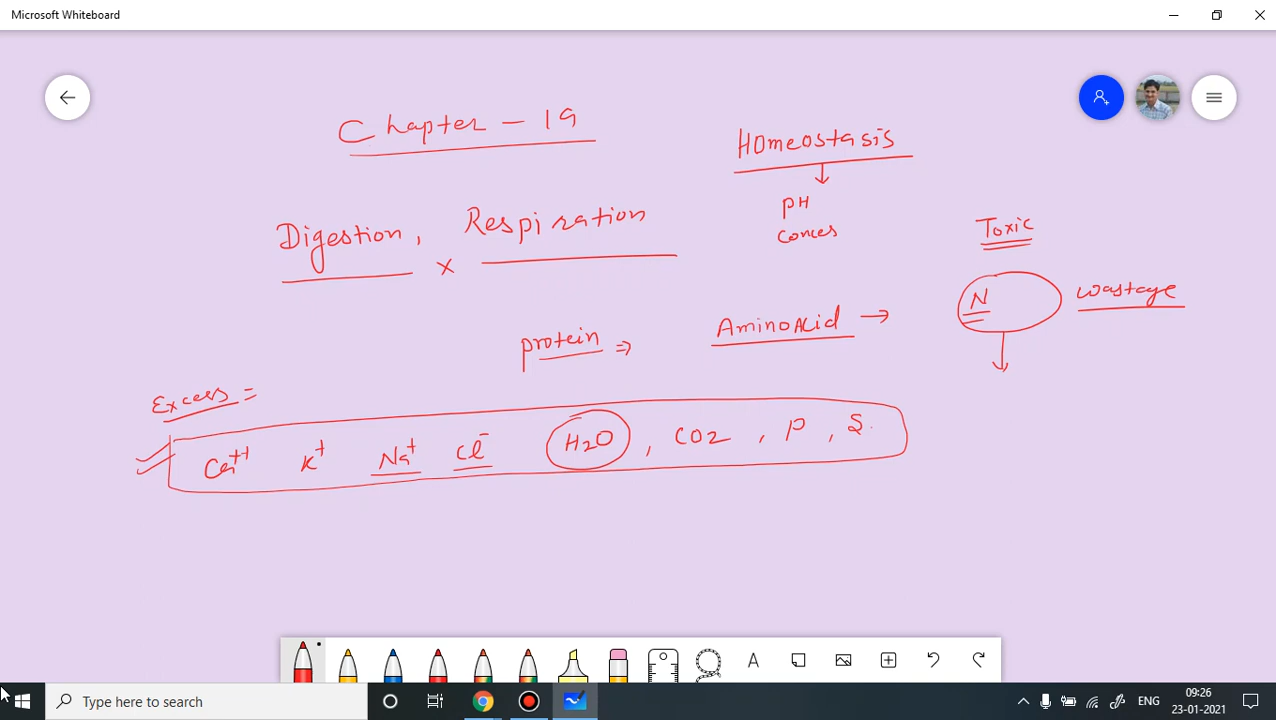 Microsoft Whiteboard
Chapter - 19
Homeostasis
pH
Conces
Digestion, Respiration
x
Toxic
N
wastage
protein ⇒ AminoAcid →
Excess =
Ca++ K+ Na+ Cl- H2O, CO2, P, S.
Type here to search
ENG
09:26
23-01-2021